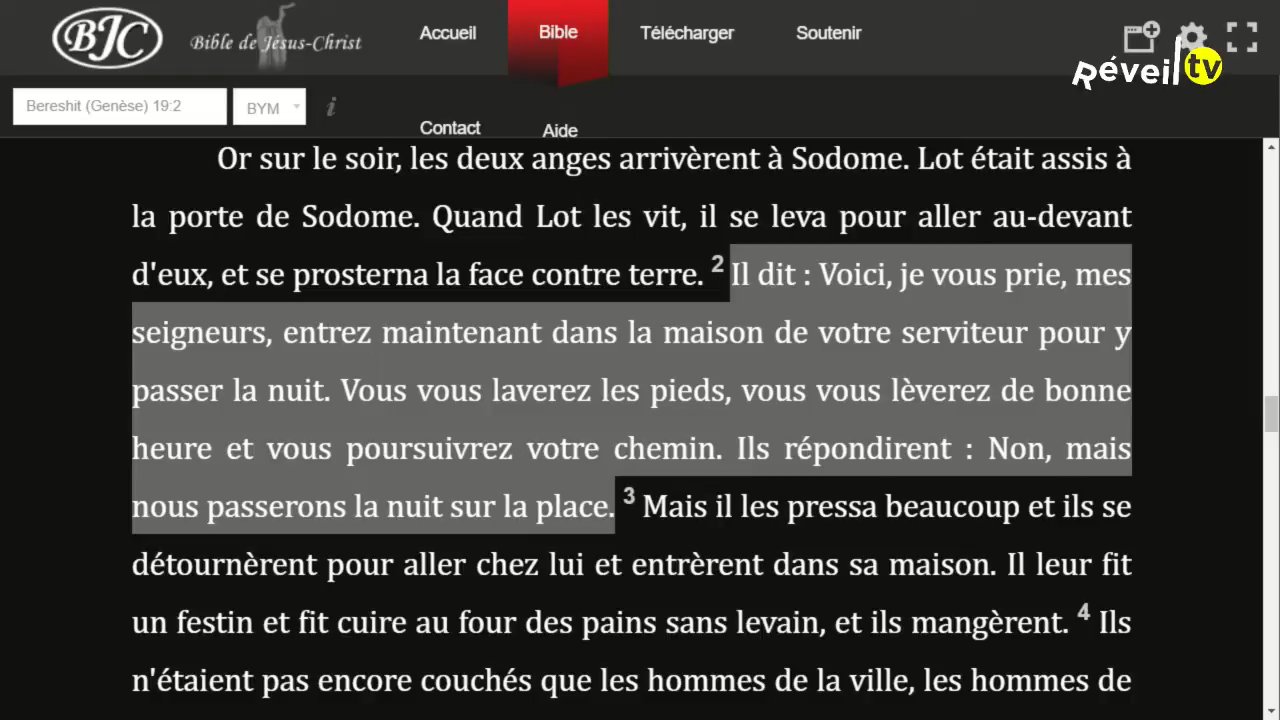 BJC
Bible de Jésus-Christ
Accueil
Bible
Télécharger
Soutenir
Réveil tv
Bereshit (Genèse) 19:2
BYM
i
Contact
Aide
Or sur le soir, les deux anges arrivèrent à Sodome. Lot était assis à
la porte de Sodome. Quand Lot les vit, il se leva pour aller au-devant
d'eux, et se prosterna la face contre terre. 2 Il dit : Voici, je vous prie, mes
seigneurs, entrez maintenant dans la maison de votre serviteur pour y
passer la nuit. Vous vous laverez les pieds, vous vous lèverez de bonne
heure et vous poursuivrez votre chemin. Ils répondirent : Non, mais
nous passerons la nuit sur la place. 3 Mais il les pressa beaucoup et ils se
détournèrent pour aller chez lui et entrèrent dans sa maison. Il leur fit
un festin et fit cuire au four des pains sans levain, et ils mangèrent. 4 Ils
n'étaient pas encore couchés que les hommes de la ville, les hommes de